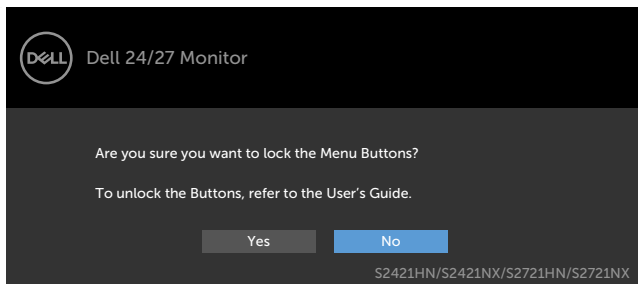 DELL
Dell 24/27 Monitor
Are you sure you want to lock the Menu Buttons?
To unlock the Buttons, refer to the User’s Guide.
Yes No
S2421HN/S2421NX/S2721HN/S2721NX